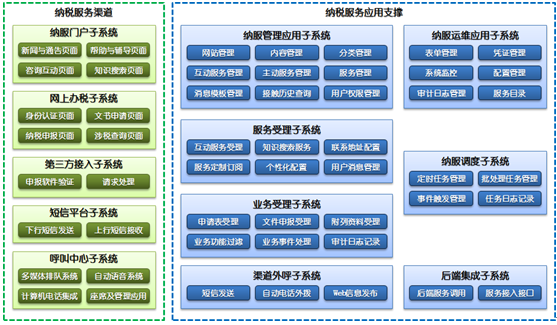 纳税服务渠道
纳服门户子系统
新闻与通告页面 帮助与辅导页面
咨询互动页面 知识搜索页面
网上办税子系统
身份认证页面 文书申请页面
纳税申报页面 涉税查询页面
第三方接入子系统
申报软件验证 请求处理
短信平台子系统
下行短信发送 上行短信接收
呼叫中心子系统
多媒体排队系统 自动语音系统
计算机电话集成 座席及管理应用
纳税服务应用支撑
纳服管理应用子系统
网站管理 内容管理 分类管理
互动服务管理 主动服务管理 服务管理
消息模板管理 接触历史查询 用户权限管理
服务受理子系统
互动服务受理 知识搜索服务 联系地址配置
服务定制订阅 个性化配置 用户消息管理
业务受理子系统
申请表受理 文件申报受理 附列资料受理
业务功能过滤 业务事件处理 审计日志记录
渠道外呼子系统
短信发送 自动电话外拨 Web信息发布
纳服运维应用子系统
表单管理 凭证管理
系统监控 配置管理
审计日志管理 服务目录
纳服调度子系统
定时任务管理 批处理任务管理
事件触发管理 任务日志记录
后端集成子系统
后端服务调用 服务接入接口